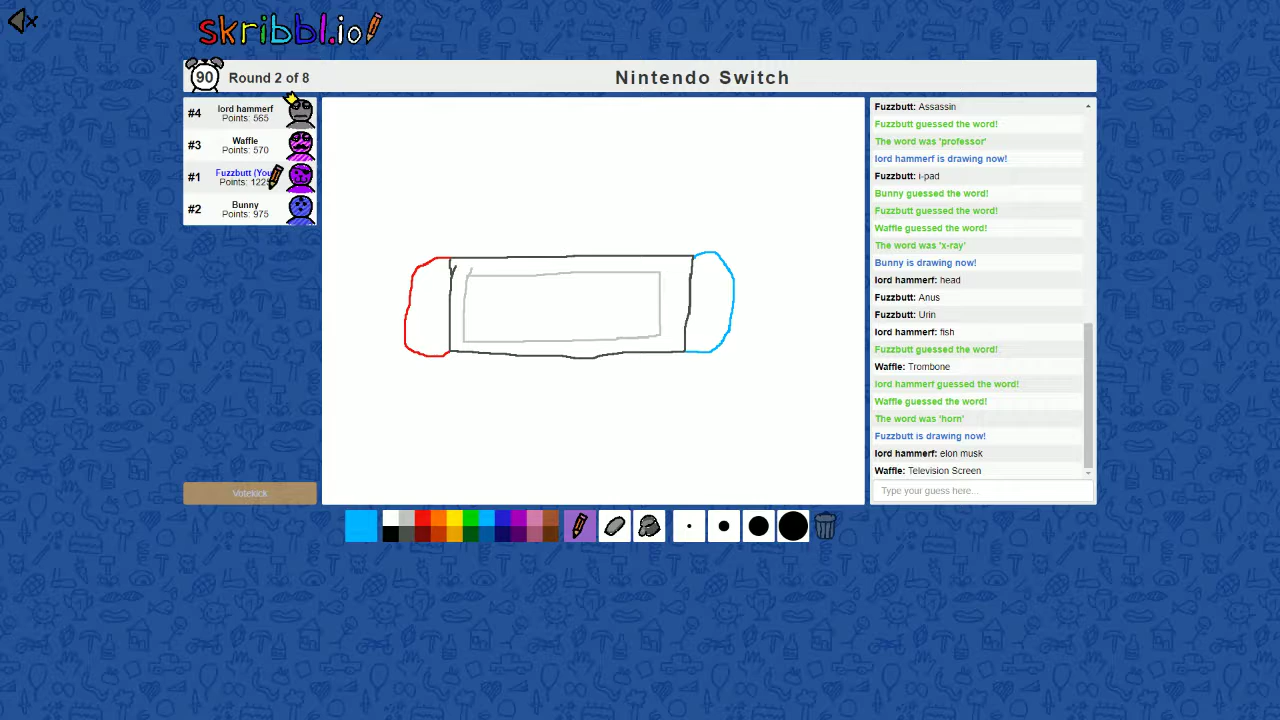 skribbl.io
90
Round 2 of 8
Nintendo Switch
#4
lord hammerf
Points: 565
#3
Waffle
Points: 570
#1
Fuzzbutt (You
Points: 122
#2
Bunny
Points: 975
Votekick
Fuzzbutt: Assassin
Fuzzbutt guessed the word!
The word was 'professor'
lord hammerf is drawing now!
Fuzzbutt: i-pad
Bunny guessed the word!
Fuzzbutt guessed the word!
Waffle guessed the word!
The word was 'x-ray'
Bunny is drawing now!
lord hammerf: head
Fuzzbutt: Anus
Fuzzbutt: Urin
lord hammerf: fish
Fuzzbutt guessed the word!
Waffle: Trombone
lord hammerf guessed the word!
Waffle guessed the word!
The word was 'horn'
Fuzzbutt is drawing now!
lord hammerf: elon musk
Waffle: Television Screen
Type your guess here...